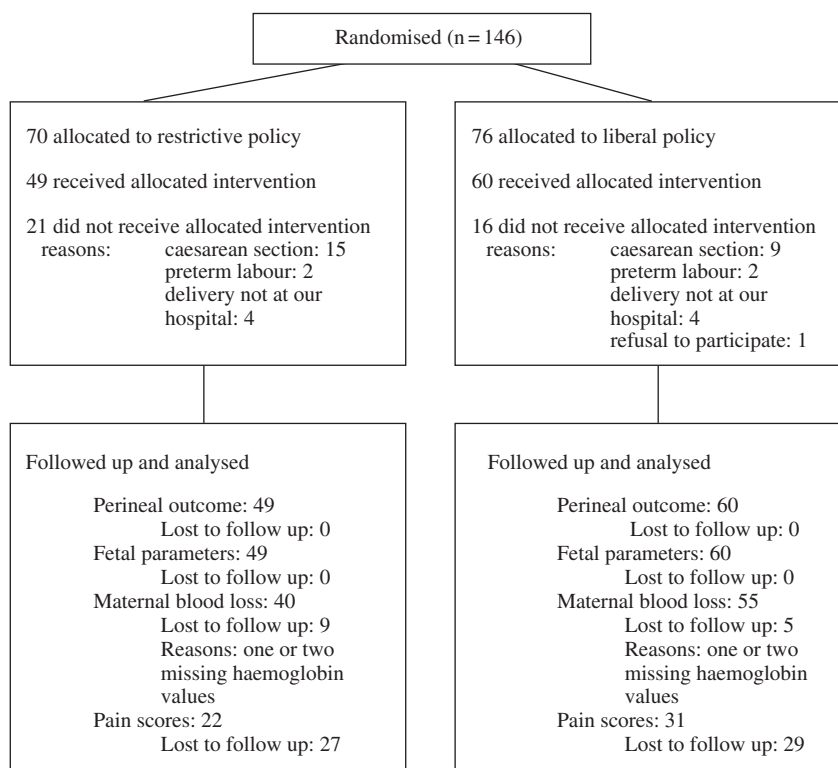 Randomised (n = 146)
70 allocated to restrictive policy
49 received allocated intervention
21 did not receive allocated intervention
reasons: caesarean section: 15
preterm labour: 2
delivery not at our
hospital: 4
76 allocated to liberal policy
60 received allocated intervention
16 did not receive allocated intervention
reasons: caesarean section: 9
preterm labour: 2
delivery not at our
hospital: 4
refusal to participate: 1
Followed up and analysed
Perineal outcome: 49
Lost to follow up: 0
Fetal parameters: 49
Lost to follow up: 0
Maternal blood loss: 40
Lost to follow up: 9
Reasons: one or two
missing haemoglobin
values
Pain scores: 22
Lost to follow up: 27
Followed up and analysed
Perineal outcome: 60
Lost to follow up: 0
Fetal parameters: 60
Lost to follow up: 0
Maternal blood loss: 55
Lost to follow up: 5
Reasons: one or two
missing haemoglobin
values
Pain scores: 31
Lost to follow up: 29